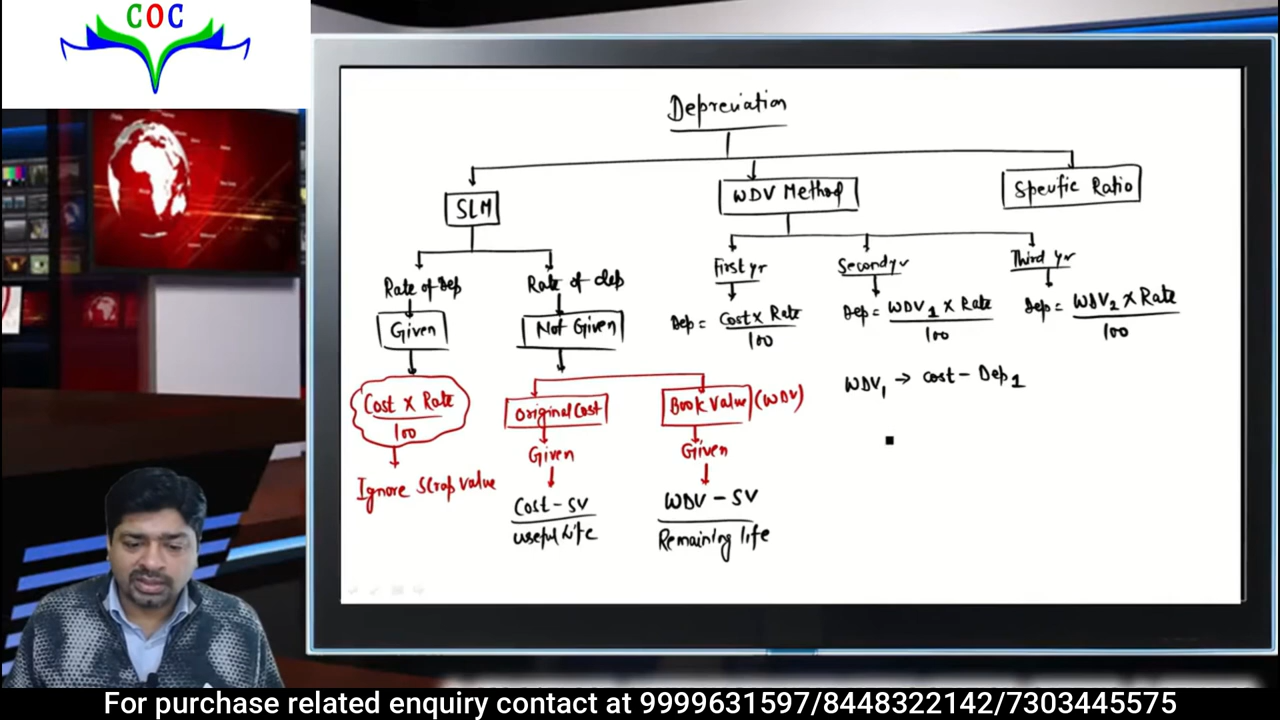 COC
Depreciation
SLM
WDV Method
Specific Ratio
Rate of Dep
Given
Cost x Rate
100
Ignore Scrap Value
Rate of dep
Not Given
Original Cost
Given
Cost - SV
Useful Life
Book Value (WDV)
Given
WDV - SV
Remaining life
First yr
Dep = Cost x Rate
100
Second yr
Dep = WDV1 x Rate
100
Third yr
Dep = WDV2 x Rate
100
WDV1 → Cost - Dep1
For purchase related enquiry contact at 9999631597/8448322142/7303445575